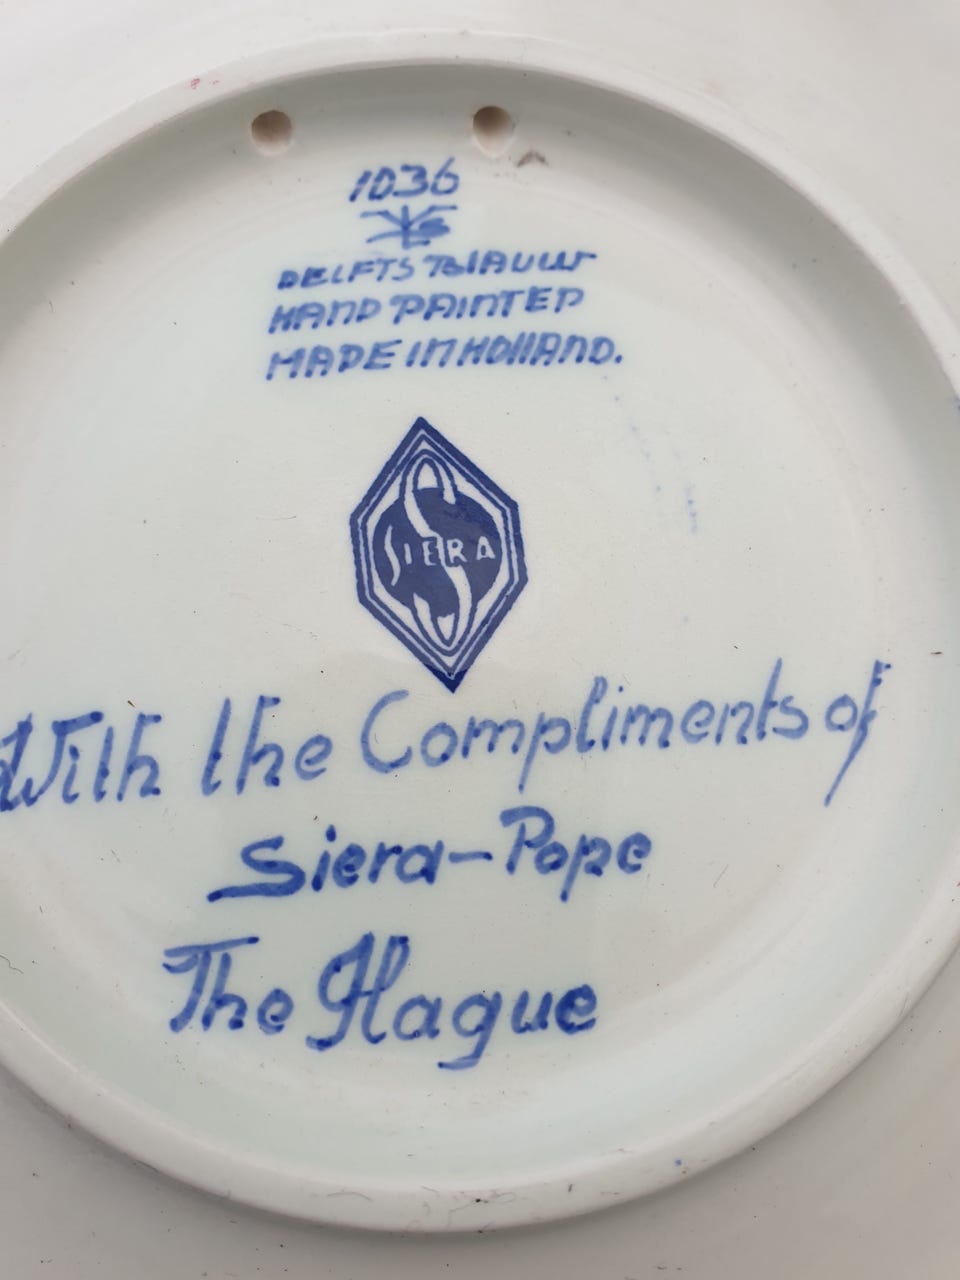 1036
DELFTS BLAUW
HAND PAINTED
MADE IN HOLLAND.
SIERA
With the Compliments of
Siera-Pope
The Hague